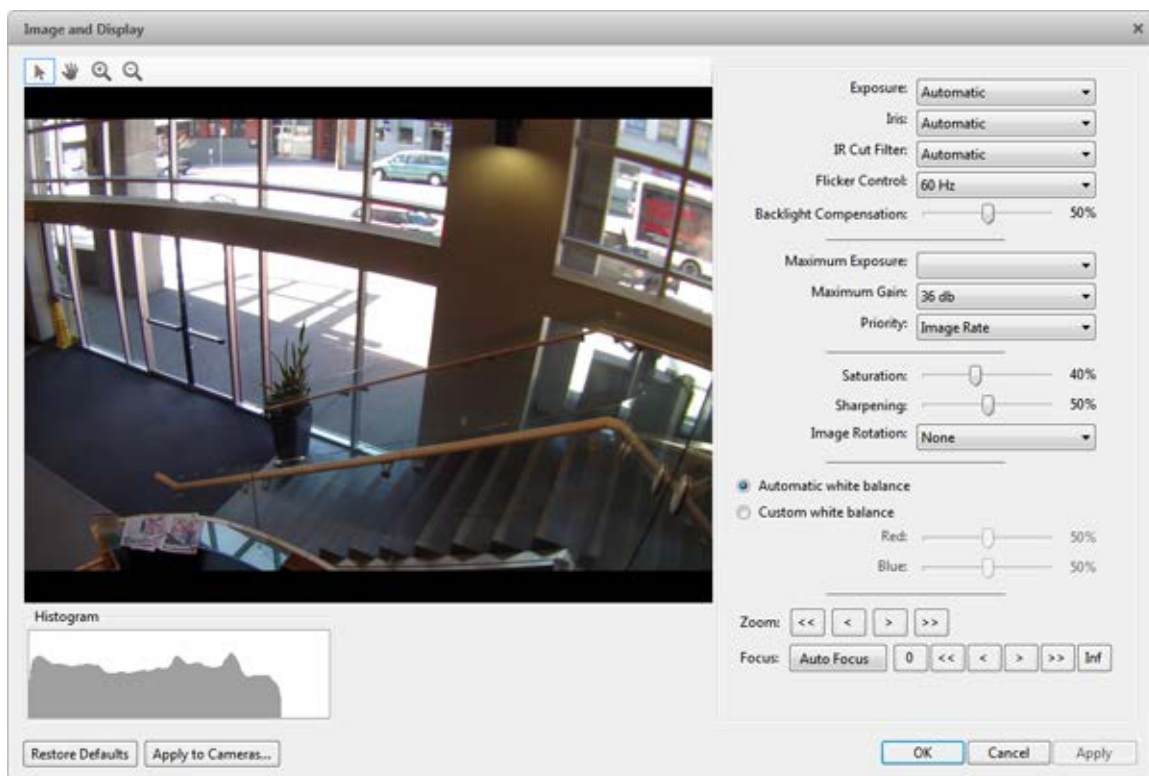 Image and Display
Exposure: Automatic
Iris: Automatic
IR Cut Filter: Automatic
Flicker Control: 60 Hz
Backlight Compensation: 50%
Maximum Exposure:
Maximum Gain: 36 db
Priority: Image Rate
Saturation: 40%
Sharpening: 50%
Image Rotation: None
Automatic white balance
Custom white balance
Red: 50%
Blue: 50%
Histogram
Zoom: << < > >>
Focus: Auto Focus 0 << < > >> Inf
Restore Defaults Apply to Cameras... OK Cancel Apply